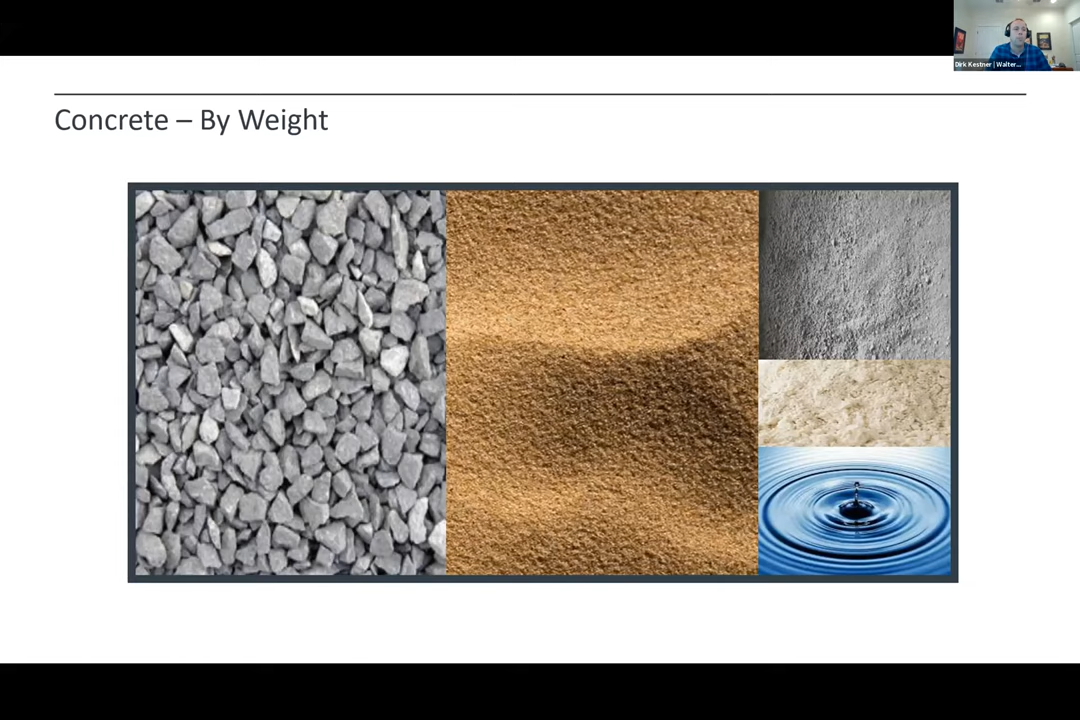 Dirk Kestner | Walter...
Concrete – By Weight